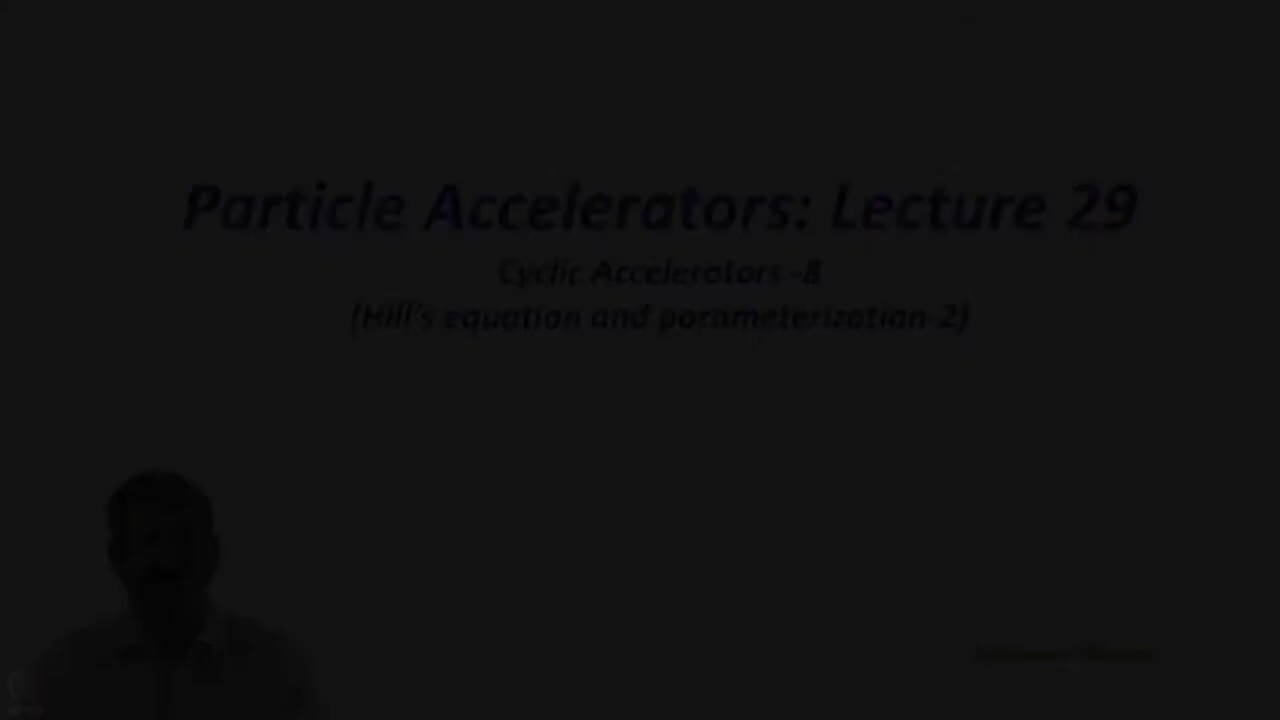 Particle Accelerators: Lecture 29
Cyclic Accelerators -8
(Hill's equation and parameterization-2)